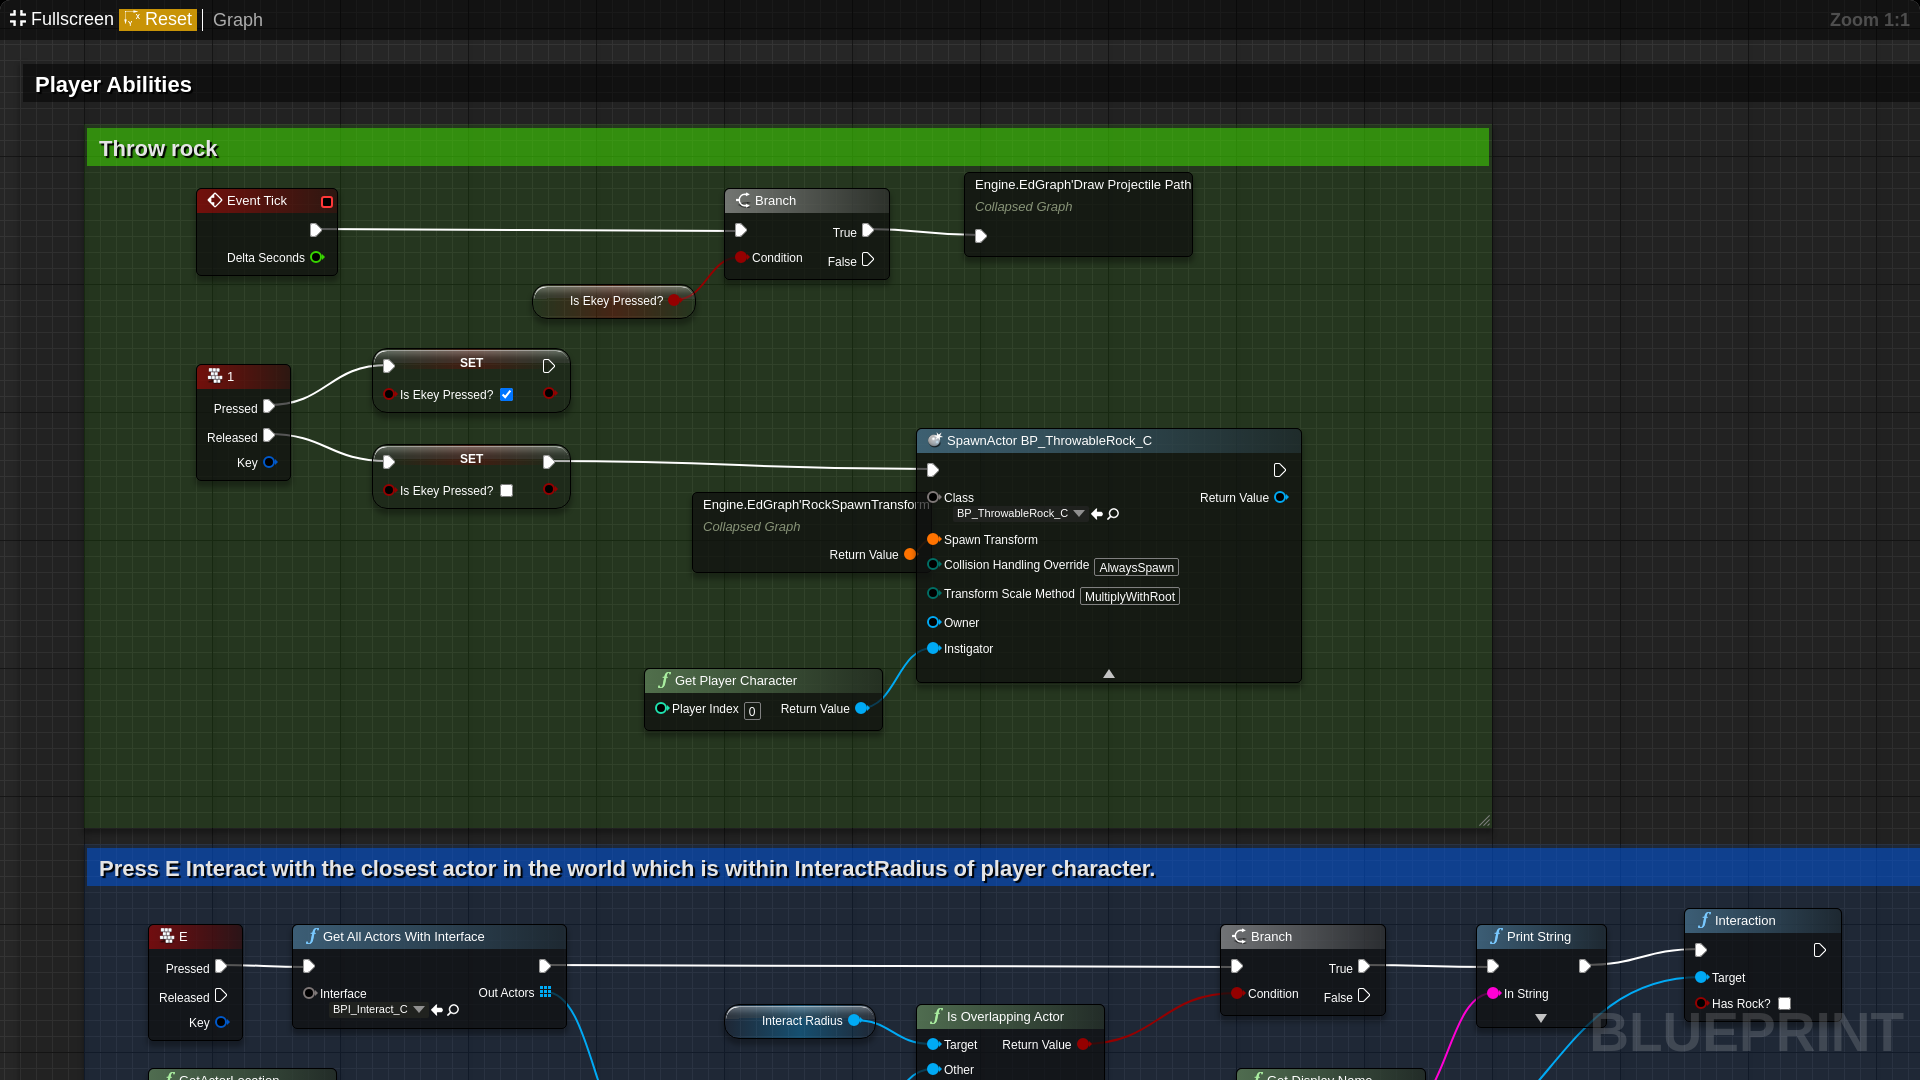 Fullscreen Reset Graph Zoom 1:1
Player Abilities
Throw rock
Event Tick
Delta Seconds
Branch
True
Condition
False
Engine.EdGraph'Draw Projectile Path
Collapsed Graph
Is Ekey Pressed?
1
Pressed
Released
Key
SET
Is Ekey Pressed?
SET
Is Ekey Pressed?
Engine.EdGraph'RockSpawnTransform
Collapsed Graph
Return Value
SpawnActor BP_ThrowableRock_C
Class
Return Value
BP_ThrowableRock_C
Spawn Transform
Collision Handling Override AlwaysSpawn
Transform Scale Method MultiplyWithRoot
Owner
Instigator
Get Player Character
Player Index 0 Return Value
Press E Interact with the closest actor in the world which is within InteractRadius of player character.
E
Pressed
Released
Key
Get All Actors With Interface
Interface
Out Actors
BPI_Interact_C
Interact Radius
Is Overlapping Actor
Target
Return Value
Other
Branch
True
Condition
False
Print String
In String
Interaction
Target
Has Rock?
GetActorLocation
Get Display Name
BLUEPRINT